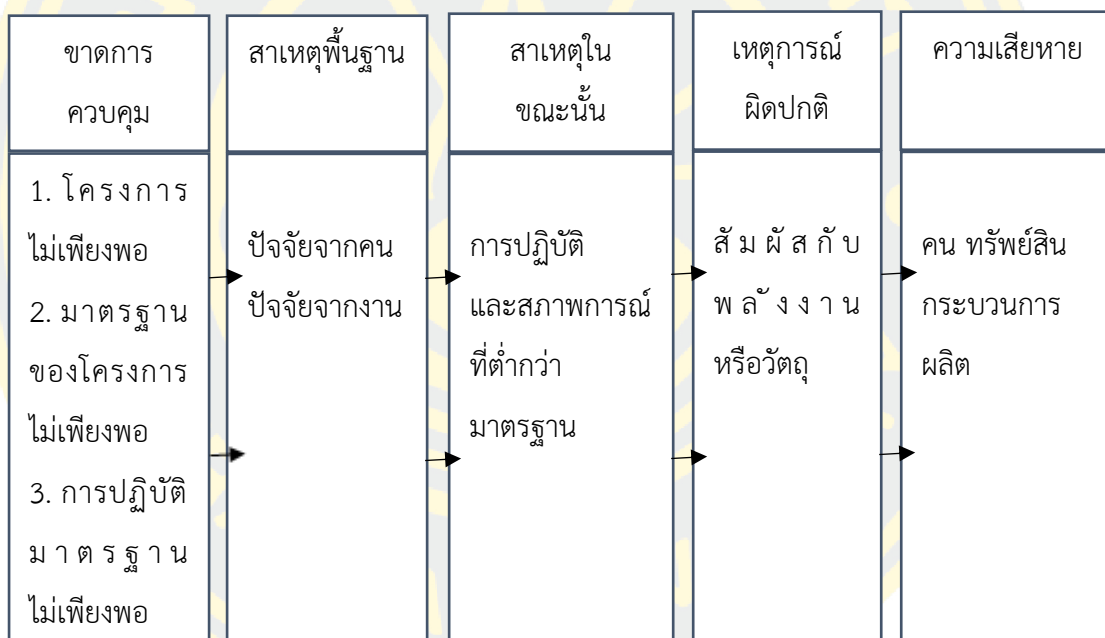 ขาดการ
ควบคุม
สาเหตุพื้นฐาน
สาเหตุใน
ขณะนั้น
เหตุการณ์
ผิดปกติ
ความเสียหาย
1. โครงการ
ไม่เพียงพอ
2. มาตรฐาน
ของโครงการ
ไม่เพียงพอ
3. การปฏิบัติ
มาตรฐาน
ไม่เพียงพอ
ปัจจัยจากคน
ปัจจัยจากงาน
การปฏิบัติ
และสภาพการณ์
ที่ต่ำกว่า
มาตรฐาน
สัมผัสกับ
พลังงาน
หรือวัตถุ
คน ทรัพย์สิน
กระบวนการ
ผลิต